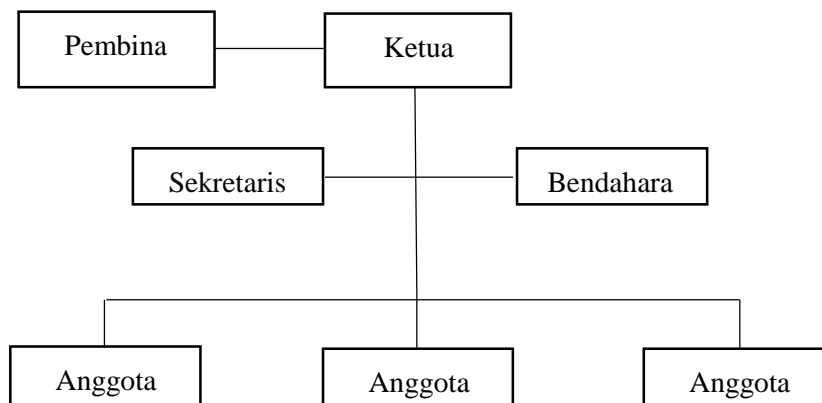 Pembina
Ketua
Sekretaris
Bendahara
Anggota
Anggota
Anggota